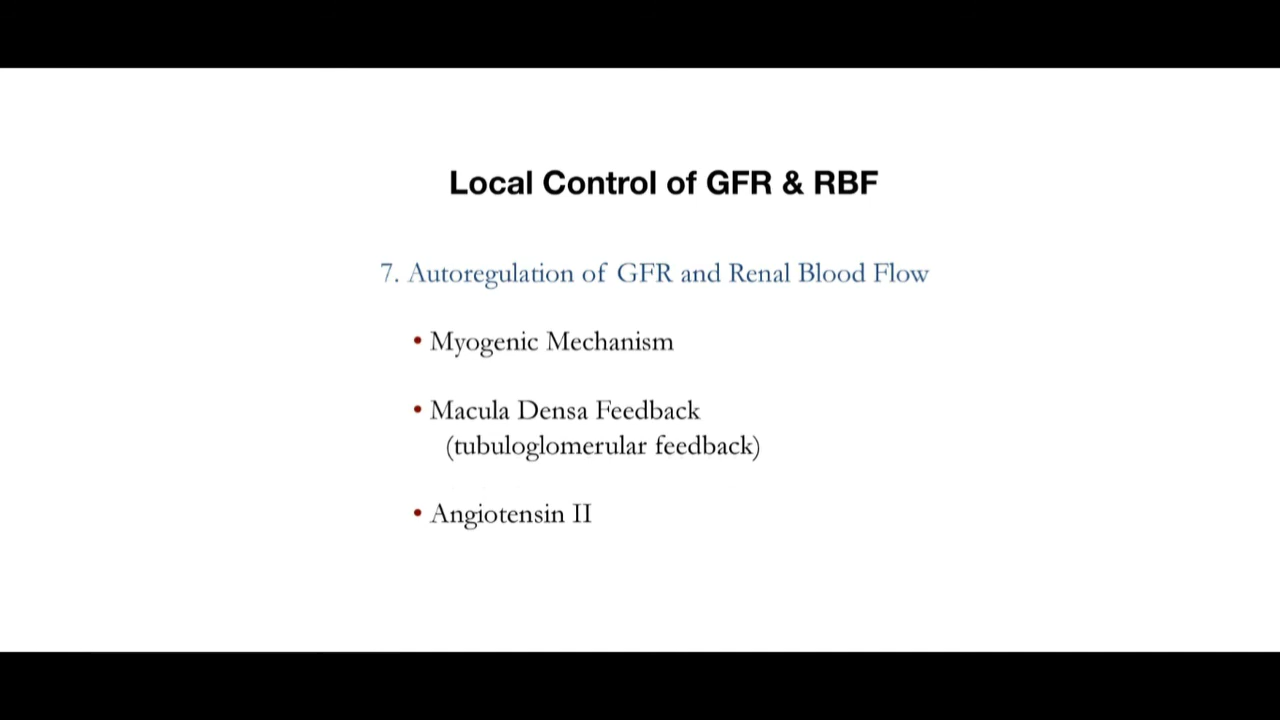 Local Control of GFR & RBF
7. Autoregulation of GFR and Renal Blood Flow
• Myogenic Mechanism
• Macula Densa Feedback
(tubuloglomerular feedback)
• Angiotensin II